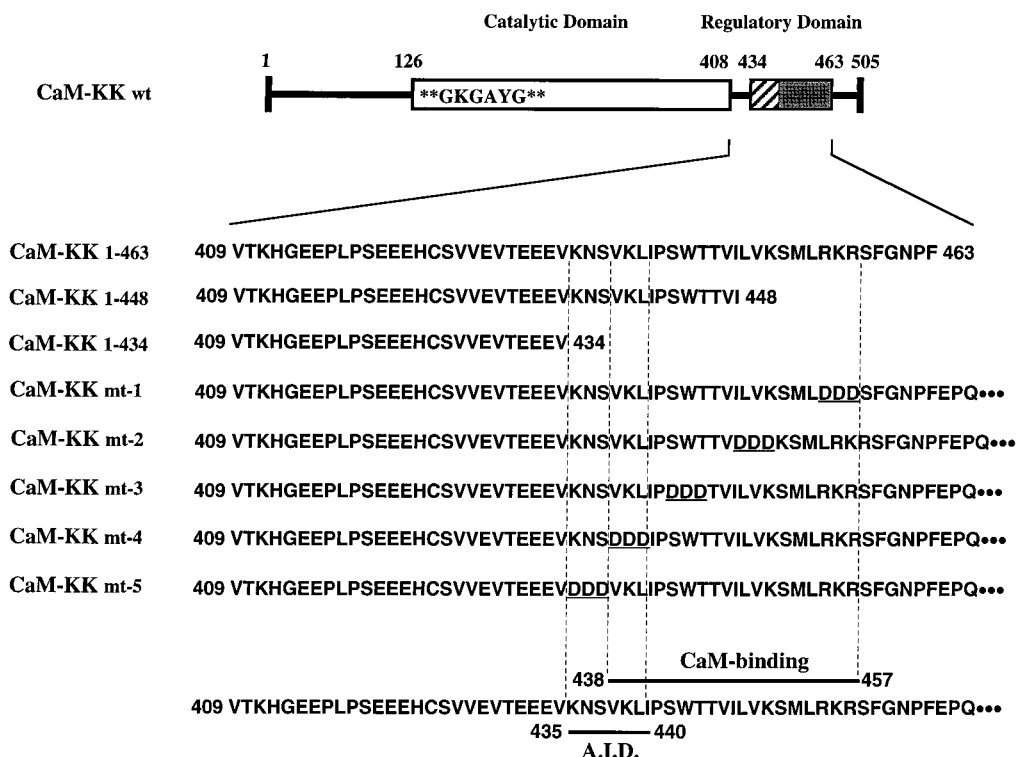 Catalytic Domain Regulatory Domain
1 126 408 434 463 505
CaM-KK wt **GKGAYG**
CaM-KK 1-463 409 VTKHGEEPLPSEEEHCSVVEVTEEEVKNSVKLIPSWTTVILVKSMLRKRSFGNPF 463
CaM-KK 1-448 409 VTKHGEEPLPSEEEHCSVVEVTEEEVKNSVKLIPSWTTVI 448
CaM-KK 1-434 409 VTKHGEEPLPSEEEHCSVVEVTEEEV 434
CaM-KK mt-1 409 VTKHGEEPLPSEEEHCSVVEVTEEEVKNSVKLIPSWTTVILVKSMLDDDSFGNPFEPQ•••
CaM-KK mt-2 409 VTKHGEEPLPSEEEHCSVVEVTEEEVKNSVKLIPSWTTVDDDKSMLRKRSFGNPFEPQ•••
CaM-KK mt-3 409 VTKHGEEPLPSEEEHCSVVEVTEEEVKNSVKLIPDDDTVILVKSMLRKRSFGNPFEPQ•••
CaM-KK mt-4 409 VTKHGEEPLPSEEEHCSVVEVTEEEVKNSDDDIPSWTTVILVKSMLRKRSFGNPFEPQ•••
CaM-KK mt-5 409 VTKHGEEPLPSEEEHCSVVEVTEEEVDDDVKLIPSWTTVILVKSMLRKRSFGNPFEPQ•••
CaM-binding
438 457
409 VTKHGEEPLPSEEEHCSVVEVTEEEVKNSVKLIPSWTTVILVKSMLRKRSFGNPFEPQ•••
435 440
A.I.D.